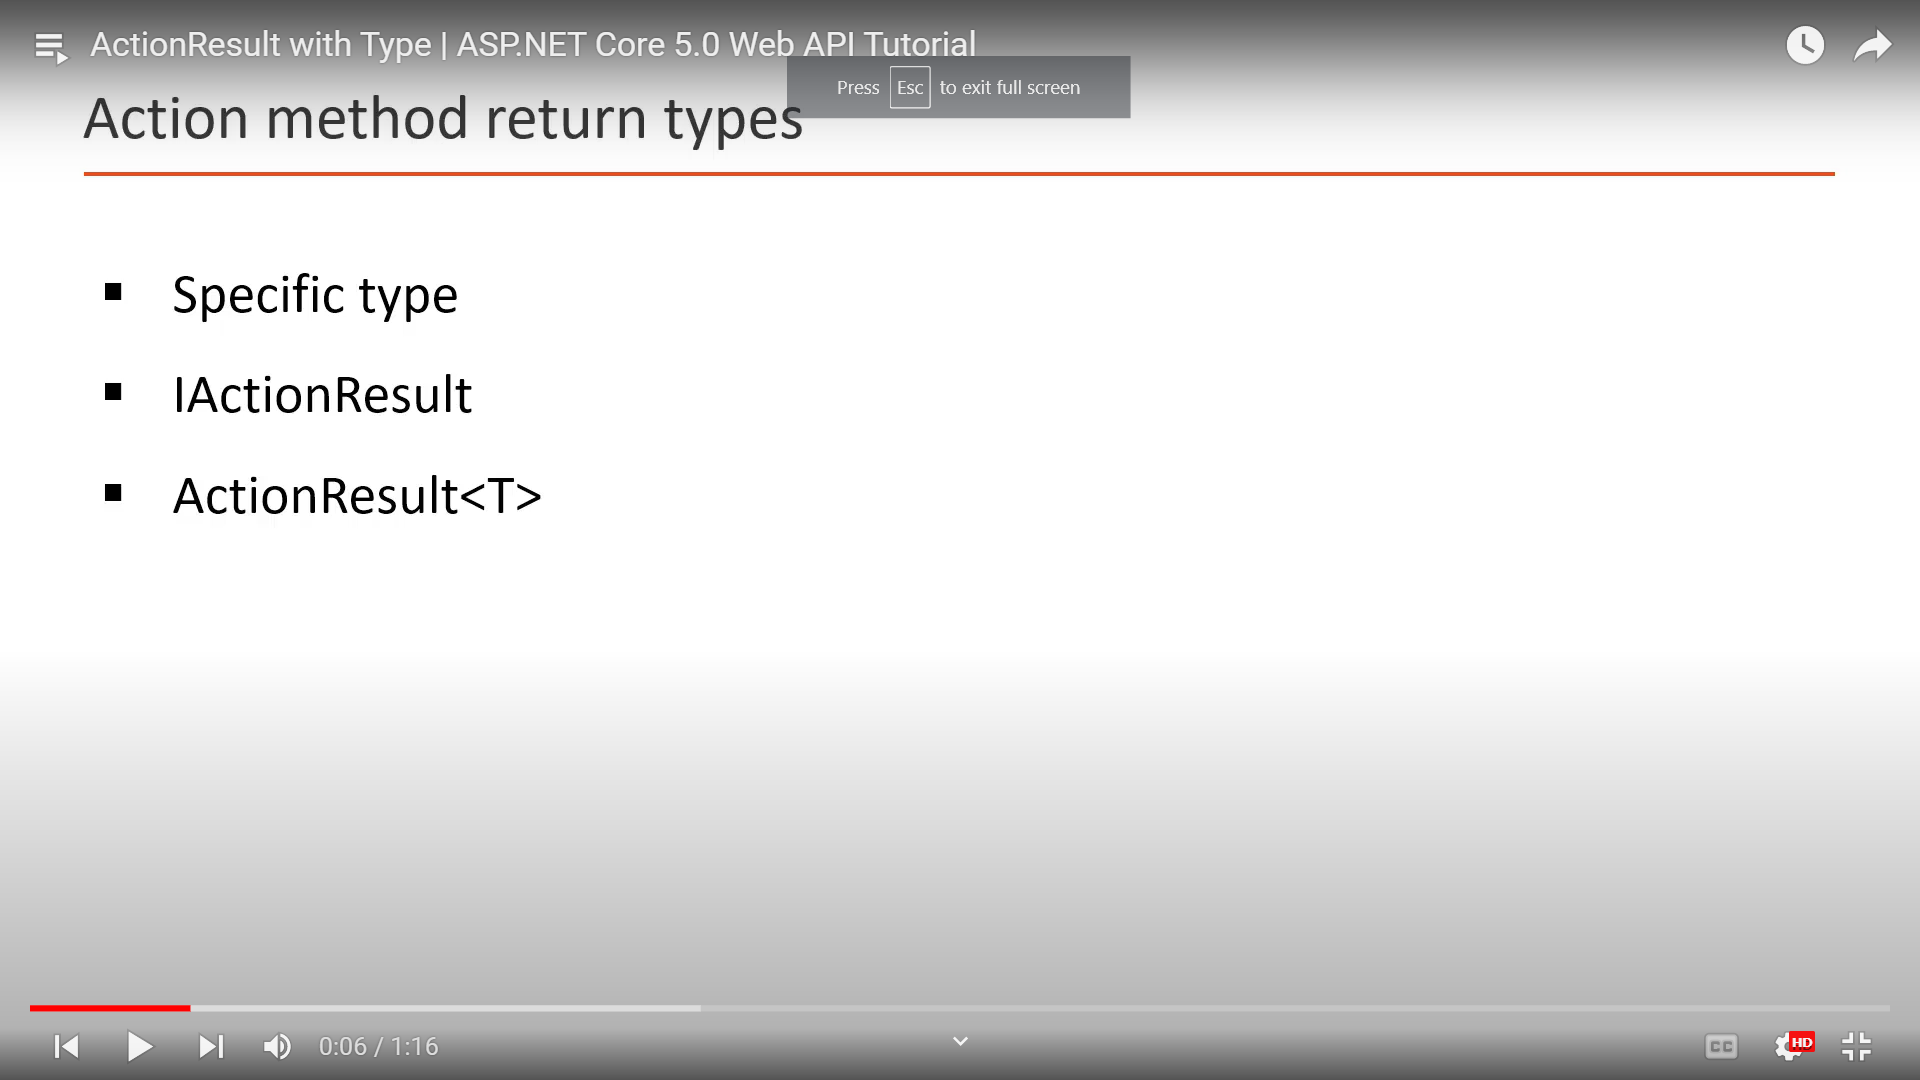 ActionResult with Type | ASP.NET Core 5.0 Web API Tutorial
Press Esc to exit full screen
Action method return types
Specific type
IActionResult
ActionResult<T>
0:06 / 1:16
CC
HD